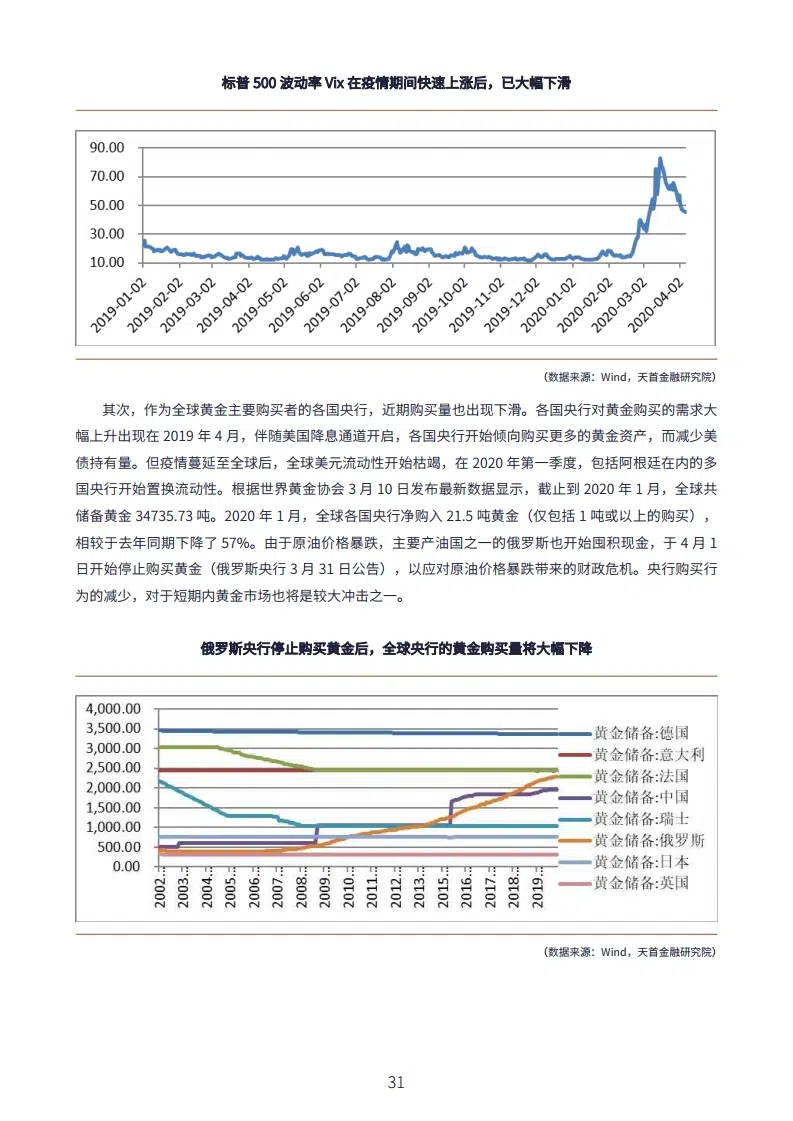 标普 500 波动率 Vix 在疫情期间快速上涨后，已大幅下滑
90.00
70.00
50.00
30.00
10.00
2019-01-02
2019-02-02
2019-03-02
2019-04-02
2019-05-02
2019-06-02
2019-07-02
2019-08-02
2019-09-02
2019-10-02
2019-11-02
2019-12-02
2020-01-02
2020-02-02
2020-03-02
2020-04-02
（数据来源：Wind，天首金融研究院）
其次，作为全球黄金主要购买者的各国央行，近期购买量也出现下滑。各国央行对黄金购买的需求大
幅上升出现在 2019 年 4 月，伴随美国降息通道开启，各国央行开始倾向购买更多的黄金资产，而减少美
债持有量。但疫情蔓延至全球后，全球美元流动性开始枯竭，在 2020 年第一季度，包括阿根廷在内的多
国央行开始置换流动性。根据世界黄金协会 3 月 10 日发布最新数据显示，截止到 2020 年 1 月，全球共
储备黄金 34735.73 吨。2020 年 1 月，全球各国央行净购入 21.5 吨黄金（仅包括 1 吨或以上的购买），
相较于去年同期下降了 57%。由于原油价格暴跌，主要产油国之一的俄罗斯也开始囤积现金，于 4 月 1
日开始停止购买黄金（俄罗斯央行 3 月 31 日公告），以应对原油价格暴跌带来的财政危机。央行购买行
为的减少，对于短期内黄金市场也将是较大冲击之一。
俄罗斯央行停止购买黄金后，全球央行的黄金购买量将大幅下降
4,000.00
3,500.00
3,000.00
2,500.00
2,000.00
1,500.00
1,000.00
500.00
0.00
2002..
2003..
2004..
2005..
2006..
2007..
2008..
2009..
2010..
2011..
2012..
2013..
2014..
2015..
2016..
2017..
2018..
2019..
黄金储备:德国
黄金储备:意大利
黄金储备:法国
黄金储备:中国
黄金储备:瑞士
黄金储备:俄罗斯
黄金储备:日本
黄金储备:英国
（数据来源：Wind，天首金融研究院）
31